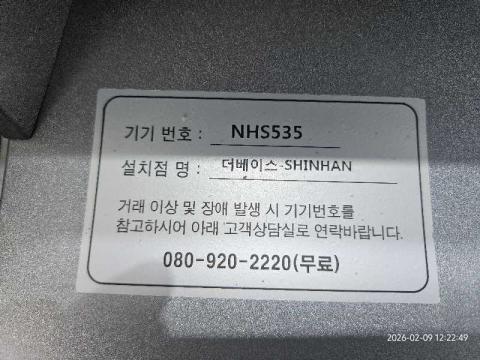 기기 번호 : NHS535
설치점 명 : 더베이스-SHINHAN
거래 이상 및 장애 발생 시 기기번호를
참고하시어 아래 고객상담실로 연락바랍니다.
080-920-2220(무료)
2026-02-09 12:22:49